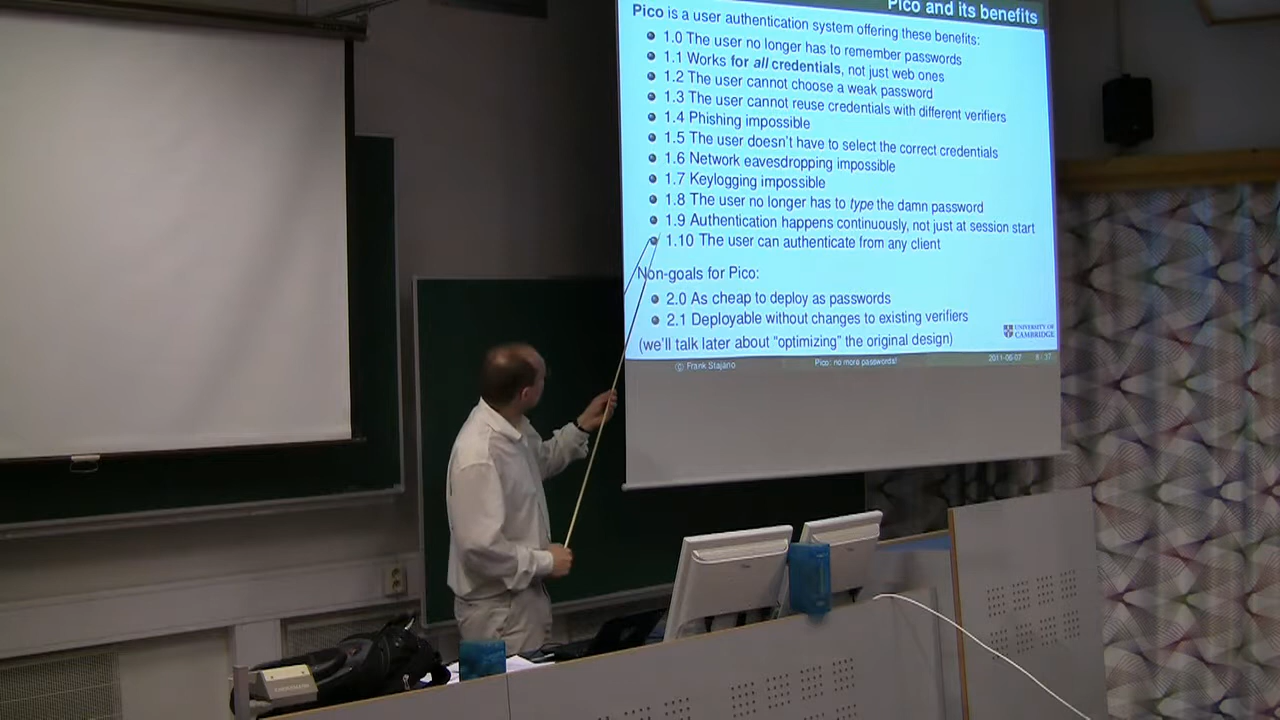 Pico and its benefits
Pico is a user authentication system offering these benefits:
1.0 The user no longer has to remember passwords
1.1 Works for all credentials, not just web ones
1.2 The user cannot choose a weak password
1.3 The user cannot reuse credentials with different verifiers
1.4 Phishing impossible
1.5 The user doesn't have to select the correct credentials
1.6 Network eavesdropping impossible
1.7 Keylogging impossible
1.8 The user no longer has to type the damn password
1.9 Authentication happens continuously, not just at session start
1.10 The user can authenticate from any client
Non-goals for Pico:
2.0 As cheap to deploy as passwords
2.1 Deployable without changes to existing verifiers
(we'll talk later about "optimizing" the original design)
UNIVERSITY OF
CAMBRIDGE
© Frank Stajano
Pico: no more passwords!
2011-06-07
8 / 37